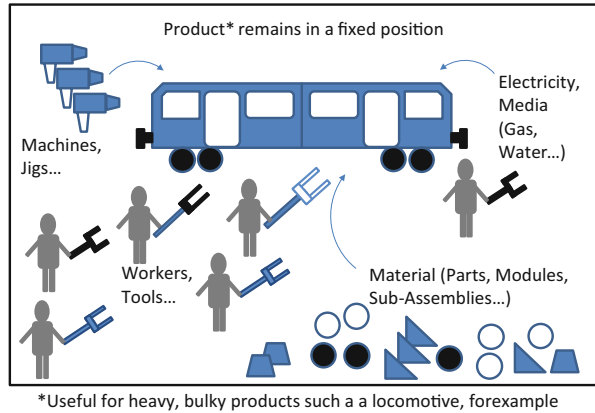 Product* remains in a fixed position
Electricity,
Media
(Gas,
Water...)
Machines,
Jigs...
Workers,
Tools...
Material (Parts, Modules,
Sub-Assemblies...)
*Useful for heavy, bulky products such a a locomotive, forexample